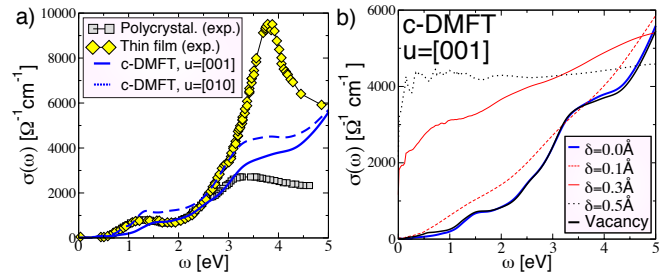 a)
Polycrystal. (exp.)
Thin film (exp.)
c-DMFT, u=[001]
c-DMFT, u=[010]
10000
8000
6000
4000
2000
0
σ(ω) [Ω⁻¹cm⁻¹]
0 1 2 3 4 5
ω [eV]
b)
c-DMFT
u=[001]
6000
4000
2000
0
σ(ω) [Ω⁻¹cm⁻¹]
δ=0.0Å
δ=0.1Å
δ=0.3Å
δ=0.5Å
Vacancy
0 1 2 3 4 5
ω [eV]